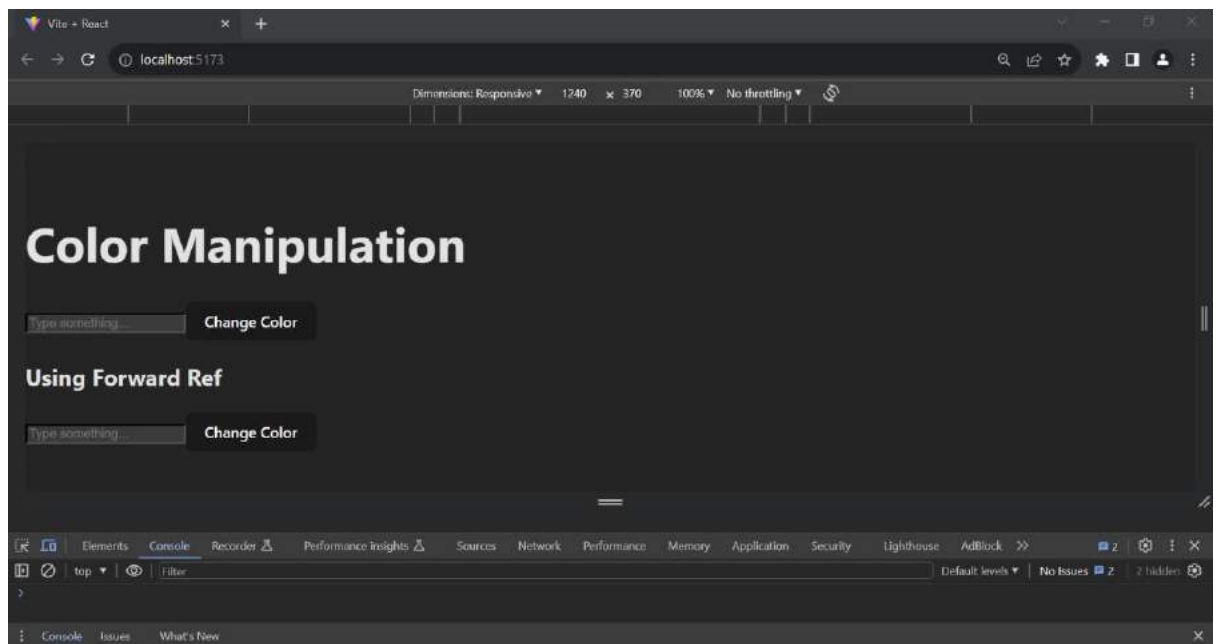 Vite + React
localhost:5173
Dimensions: Responsive 1240 x 370 100% No throttling
Color Manipulation
Type something... Change Color
Using Forward Ref
Type something... Change Color
Elements Console Recorder Performance insights Sources Network Performance Memory Application Security Lighthouse AdBlock 2
top Filter Default levels No Issues 2 2 hidden
Console Issues What's New